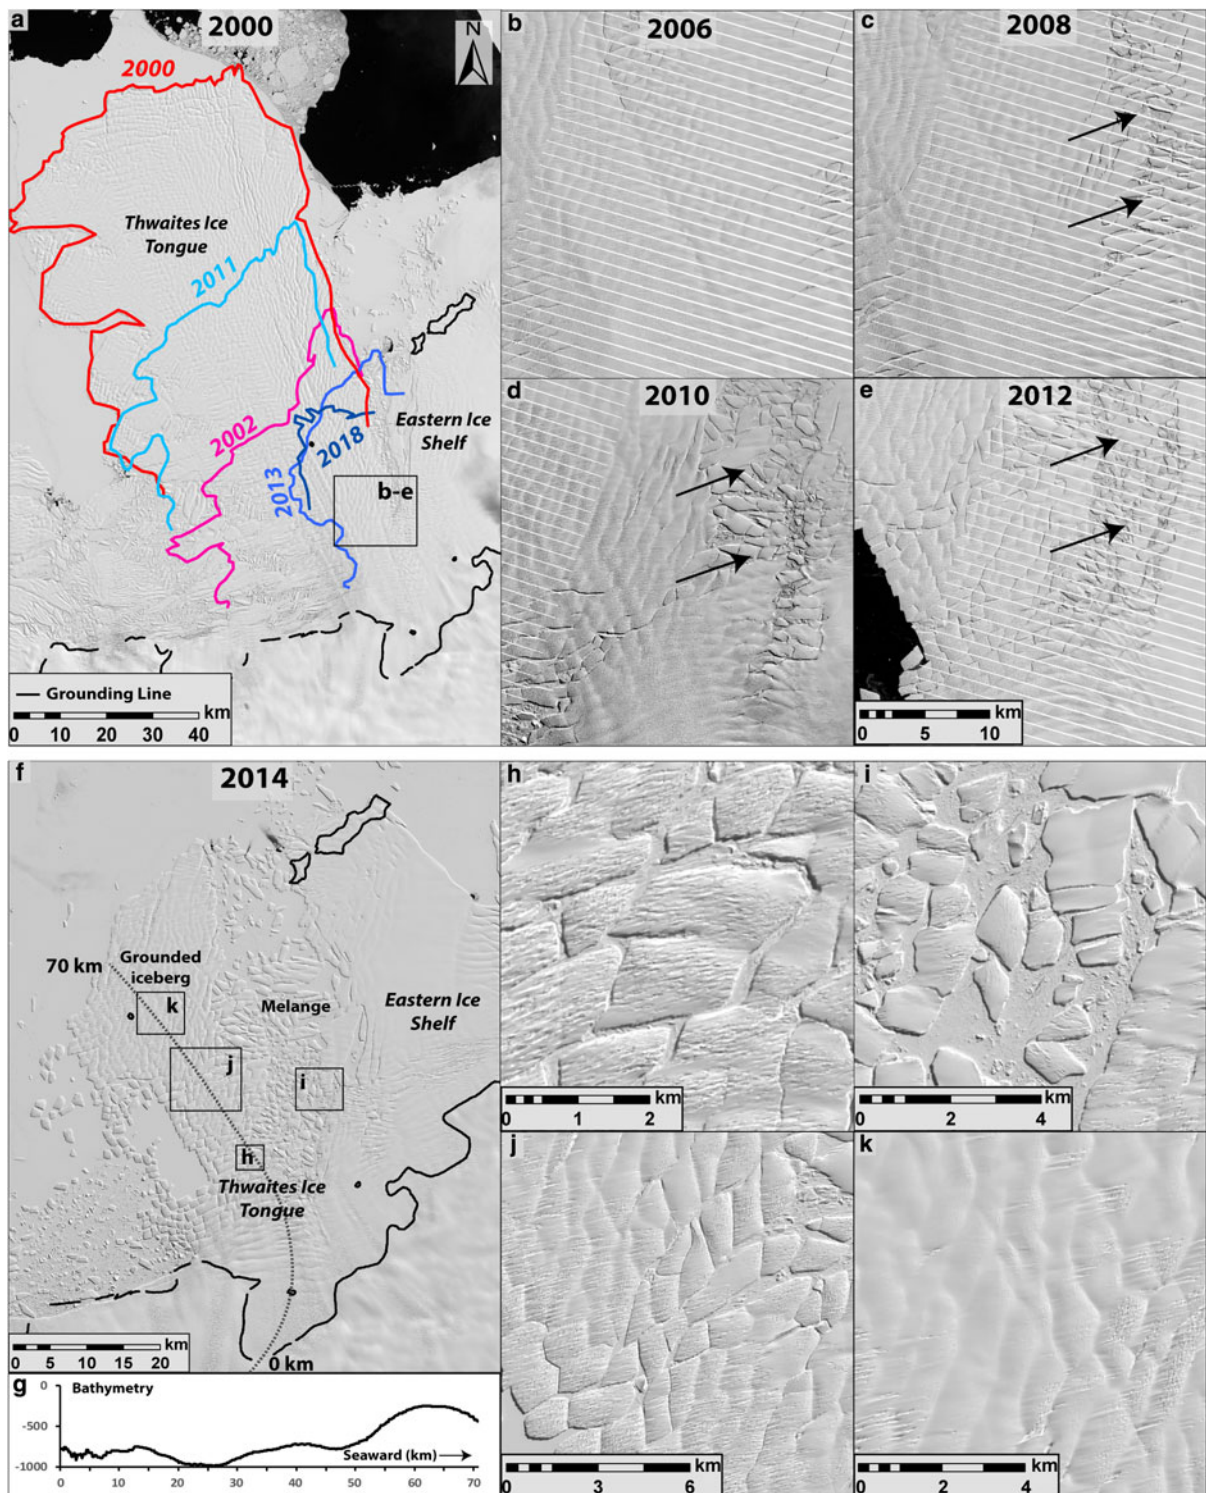 a
2000
N
2000
Thwaites Ice
Tongue
2011
2002
2013
2018
Eastern Ice
Shelf
b-e
Grounding Line
km
0 10 20 30 40
b
2006
c
2008
d
2010
e
2012
km
0 5 10
f
2014
70 km
Grounded
iceberg
k
Melange
Eastern Ice
Shelf
j
i
h
Thwaites Ice
Tongue
km
0 5 10 15 20
0 km
g
Bathymetry
0
-500
-1000
Seaward (km)
0 10 20 30 40 50 60 70
h
km
0 1 2
i
km
0 2 4
j
km
0 3 6
k
km
0 2 4